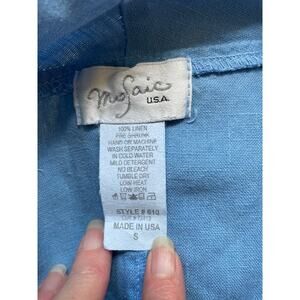 Mosaic
U.S.A.
100% LINEN
PRE SHRUNK
HAND OR MACHINE
WASH SEPARATELY
IN COLD WATER
MILD DETERGENT
NO BLEACH
TUMBLE DRY
LOW HEAT
LOW IRON
STYLE # 610
MADE IN USA
S